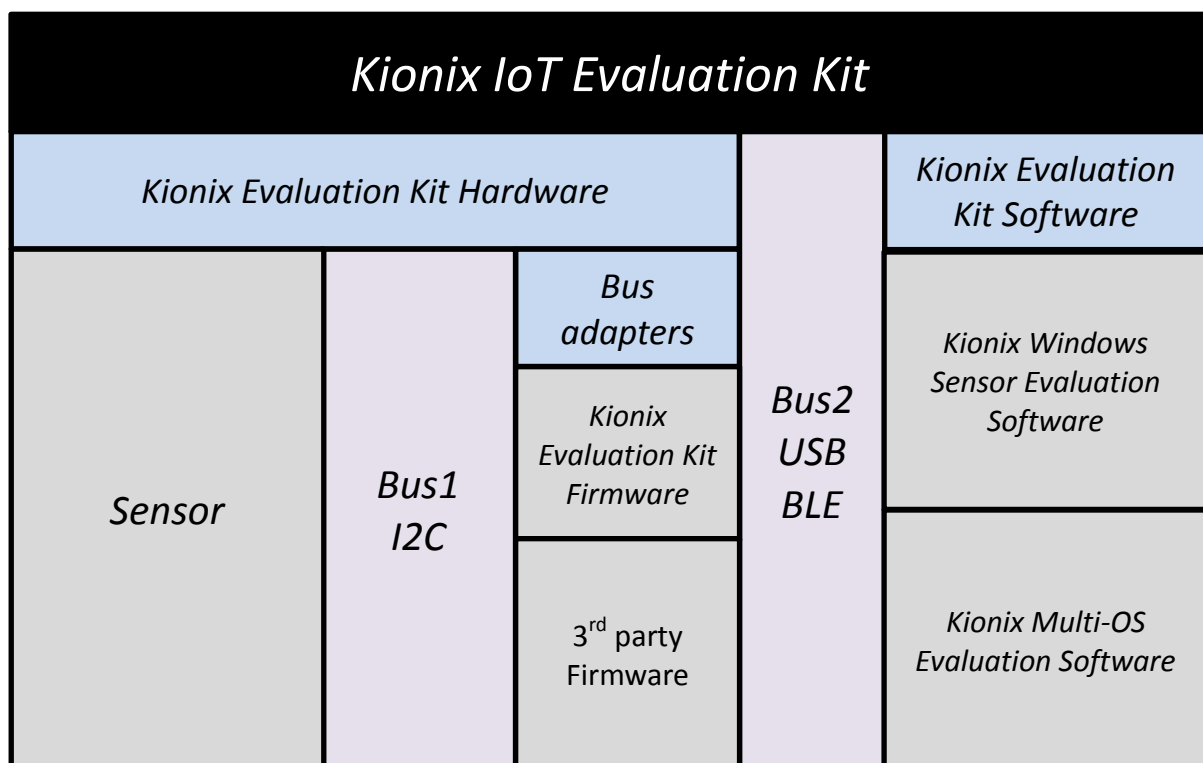 Kionix IoT Evaluation Kit
Kionix Evaluation Kit Hardware
Kionix Evaluation
Kit Software
Sensor
Bus1
I2C
Bus
adapters
Kionix
Evaluation Kit
Firmware
3rd party
Firmware
Bus2
USB
BLE
Kionix Windows
Sensor Evaluation
Software
Kionix Multi-OS
Evaluation Software